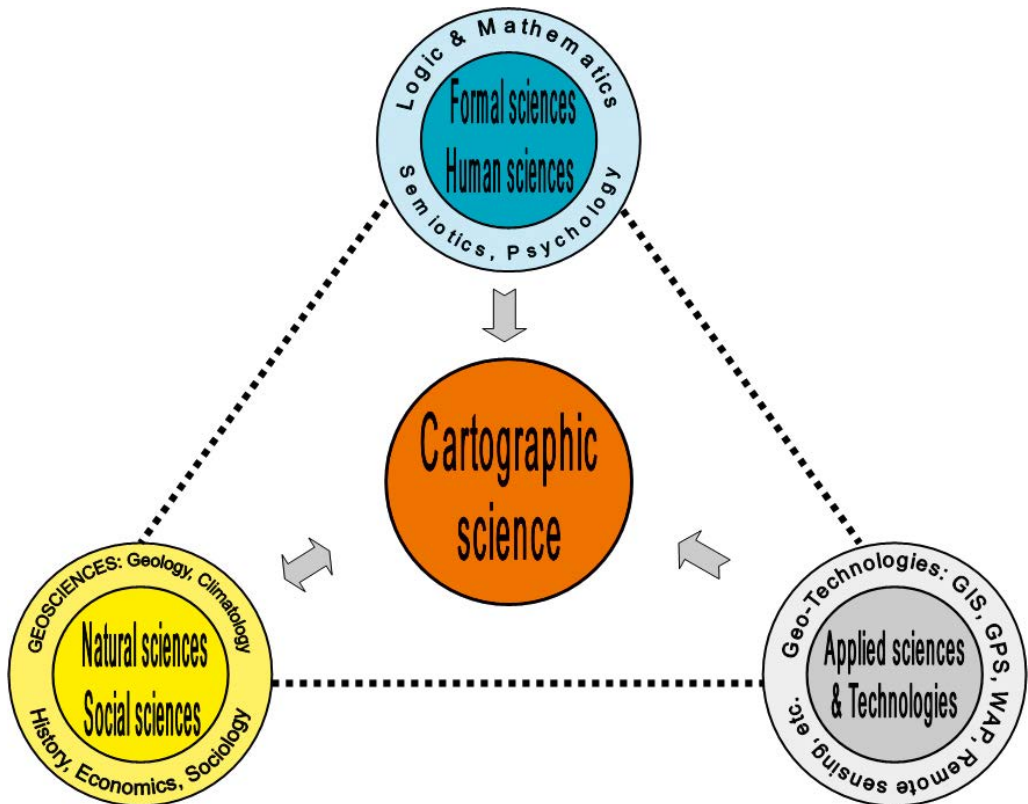 Logic & Mathematics
Formal sciences
Human sciences
Semiotics, Psychology
Cartographic
science
GEOSCIENCES: Geology, Climatology
Natural sciences
Social sciences
History, Economics, Sociology
Geo-Technologies: GIS, GPS, WAP, Remote sensing, etc.
Applied sciences
& Technologies